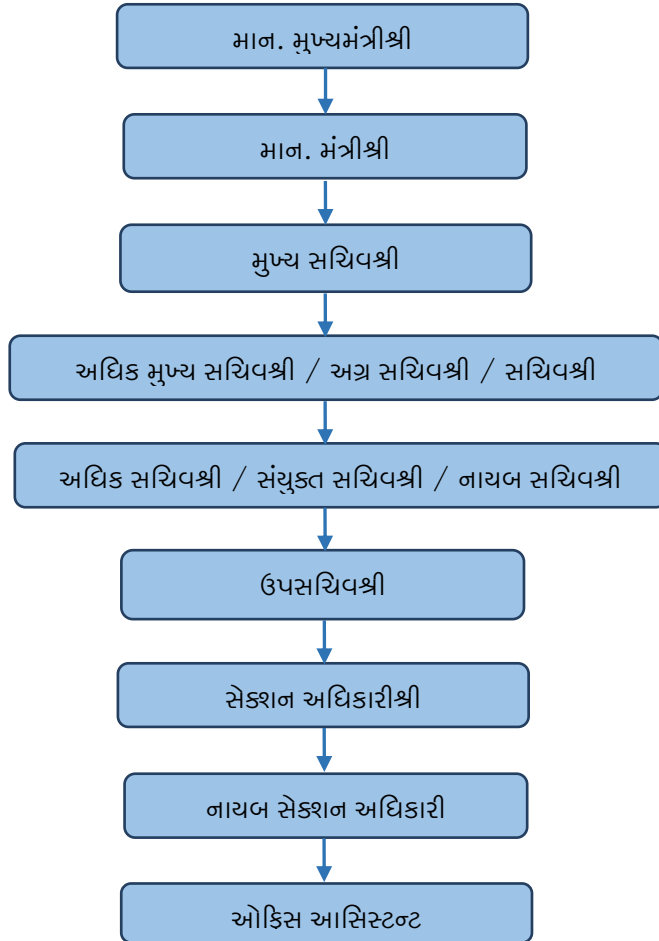 માન. મુખ્યમંત્રીશ્રી
માન. મંત્રીશ્રી
મુખ્ય સચિવશ્રી
અધિક મુખ્ય સચિવશ્રી / અગ્ર સચિવશ્રી / સચિવશ્રી
અધિક સચિવશ્રી / સંયુક્ત સચિવશ્રી / નાયબ સચિવશ્રી
ઉપસચિવશ્રી
સેક્શન અધિકારીશ્રી
નાયબ સેક્શન અધિકારી
ઓફિસ આસિસ્ટન્ટ